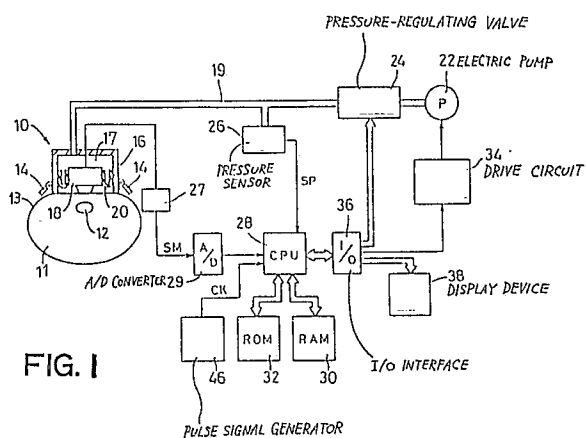 PRESSURE-REGULATING VALVE
24
22 ELECTRIC PUMP
P
19
10
17
16
14
14
26
PRESSURE SENSOR
34
DRIVE CIRCUIT
13
18
20
12
11
27
SP
28
36
SM
A/D
CPU
I/O
A/D CONVERTER 29
CK
38
DISPLAY DEVICE
ROM
RAM
I/O INTERFACE
46
32
30
FIG. 1
PULSE SIGNAL GENERATOR